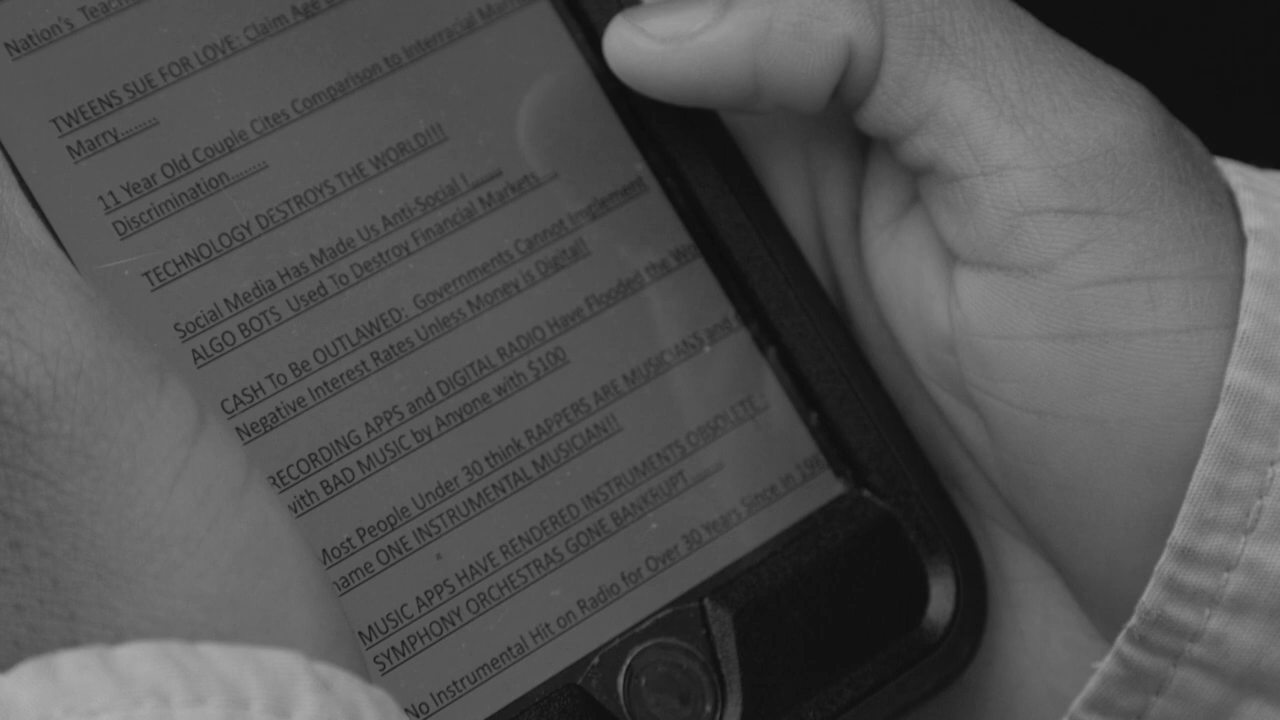 Nation's
TWEENS SUE FOR LOVE: Claim Age
Marry........
11 Year Old Couple Cites Comparison to Interracial
Discrimination........
TECHNOLOGY DESTROYS THE WORLD!!!
Social Media Has Made Us Anti-Social !.......
ALGO BOTS Used To Destroy Financial Markets....
CASH To Be OUTLAWED: Governments Cannot Implement
Negative Interest Rates Unless Money is Digital!
RECORDING APPS and DIGITAL RADIO Have Flooded the
with BAD MUSIC by Anyone with $100
Most People Under 30 think RAPPERS ARE MUSICIANS and
name ONE INSTRUMENTAL MUSICIAN!!
MUSIC APPS HAVE RENDERED INSTRUMENTS OBSOLETE :
SYMPHONY ORCHESTRAS GONE BANKRUPT.......
No Instrumental Hit on Radio for Over 30 Years Since in